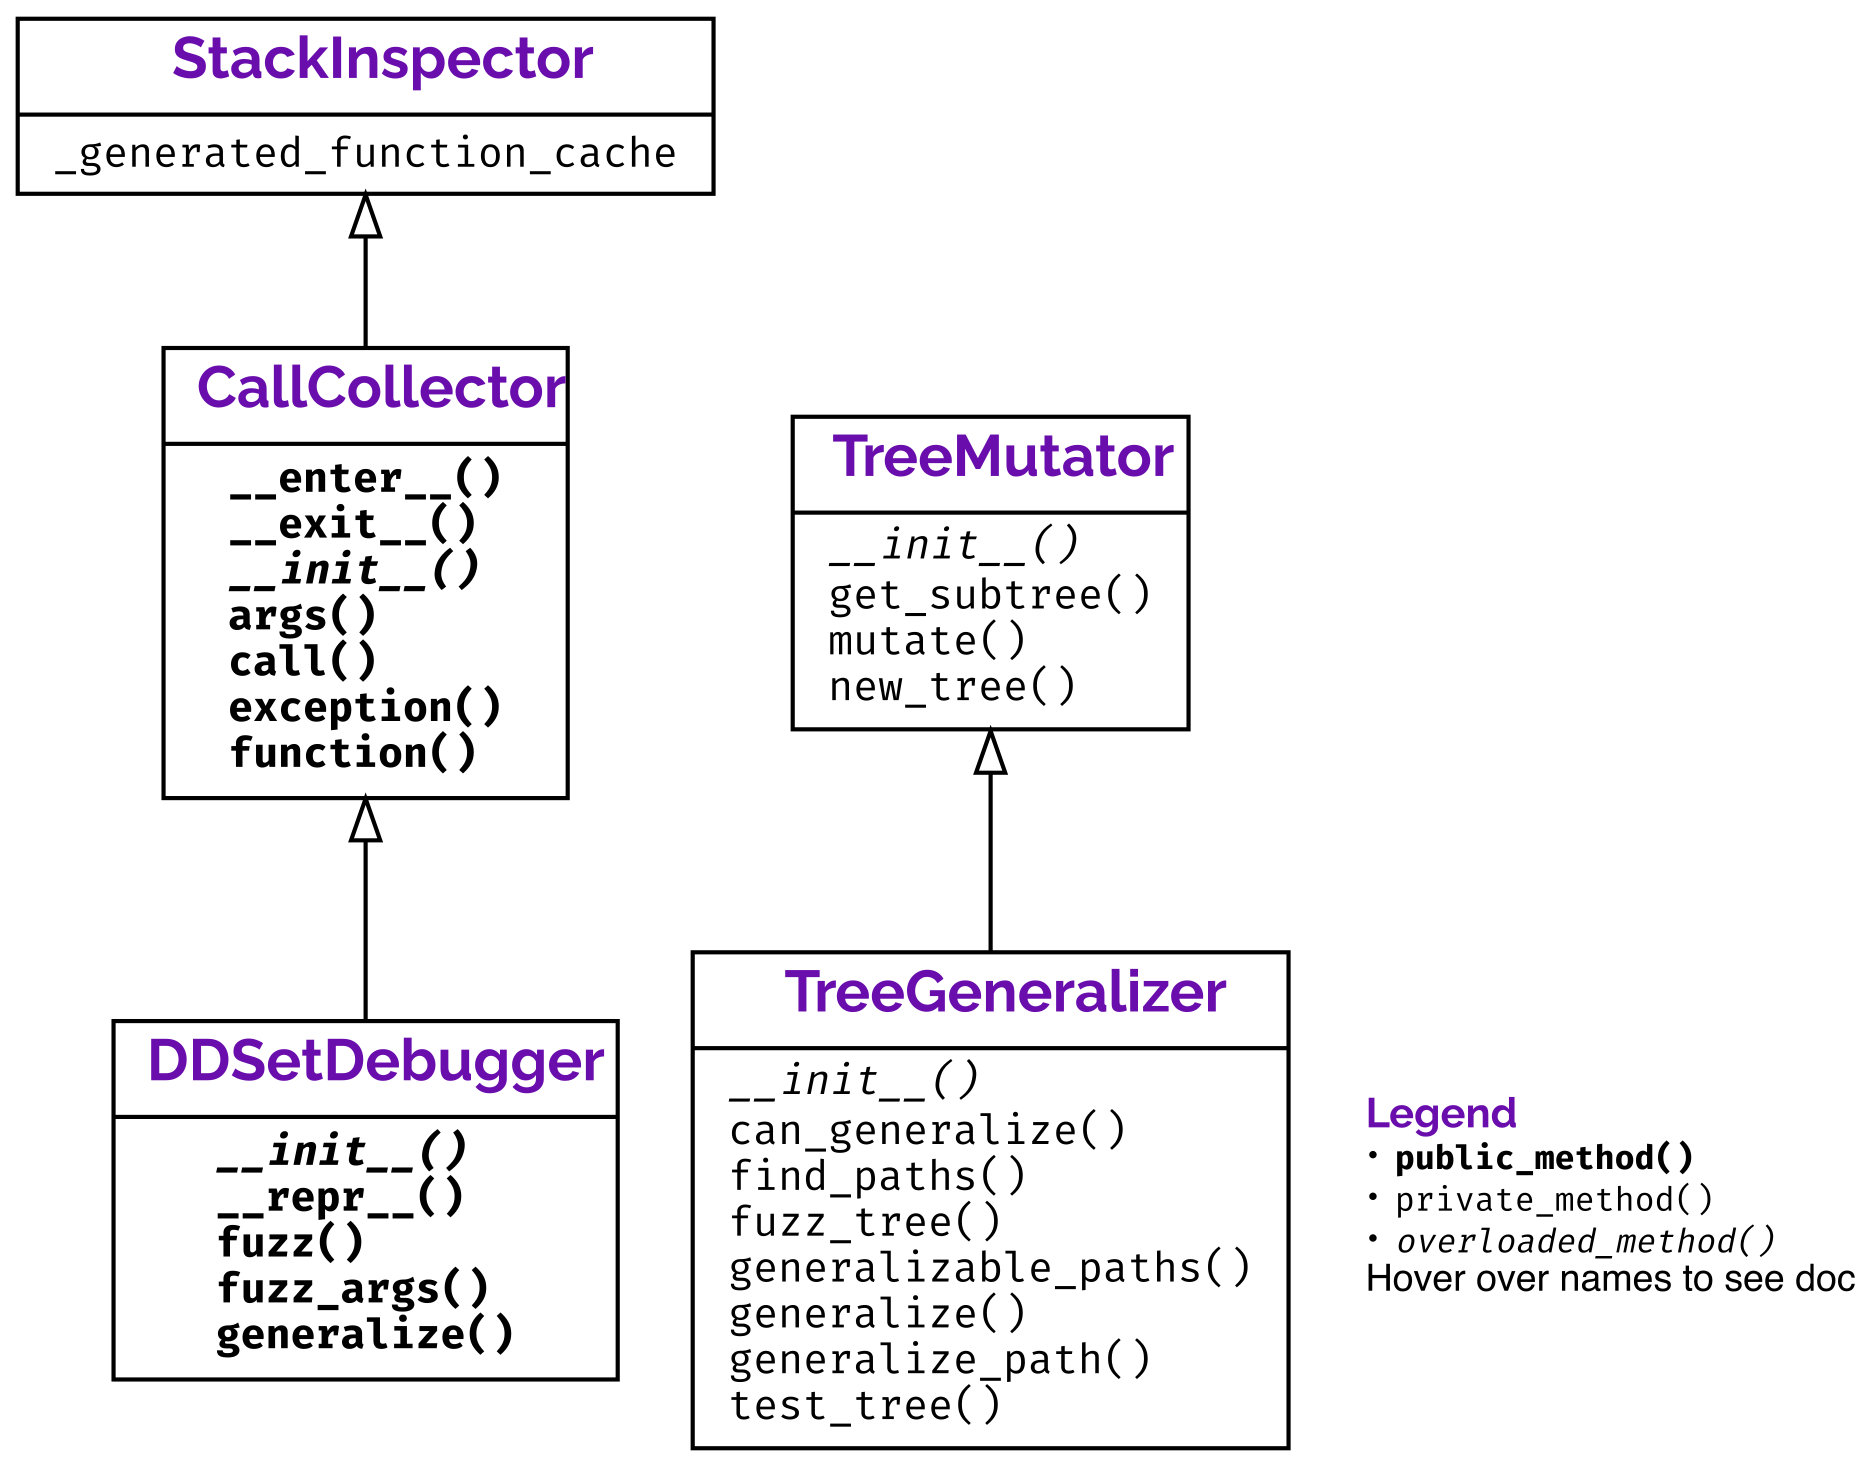 StackInspector
_generated_function_cache
CallCollector
__enter__()
__exit__()
__init__()
args()
call()
exception()
function()
DDSetDebugger
__init__()
__repr__()
fuzz()
fuzz_args()
generalize()
TreeMutator
__init__()
get_subtree()
mutate()
new_tree()
TreeGeneralizer
__init__()
can_generalize()
find_paths()
fuzz_tree()
generalizable_paths()
generalize()
generalize_path()
test_tree()
Legend
• public_method()
• private_method()
• overloaded_method()
Hover over names to see doc